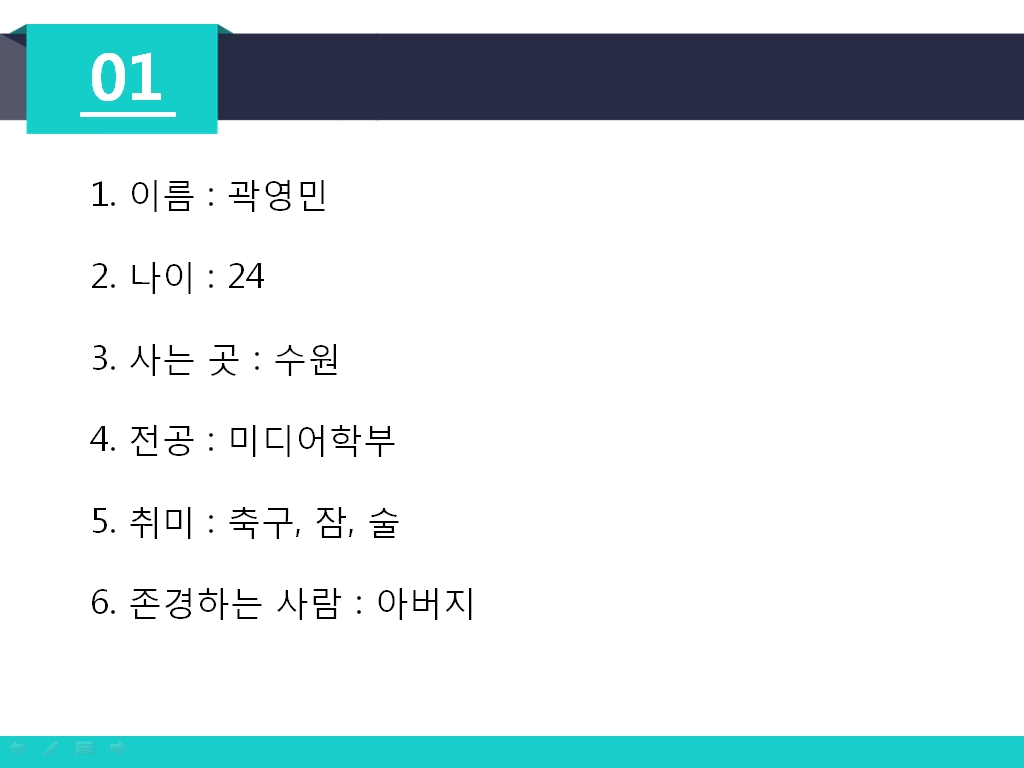 01
1. 이름 : 곽영민
2. 나이 : 24
3. 사는 곳 : 수원
4. 전공 : 미디어학부
5. 취미 : 축구, 잠, 술
6. 존경하는 사람 : 아버지